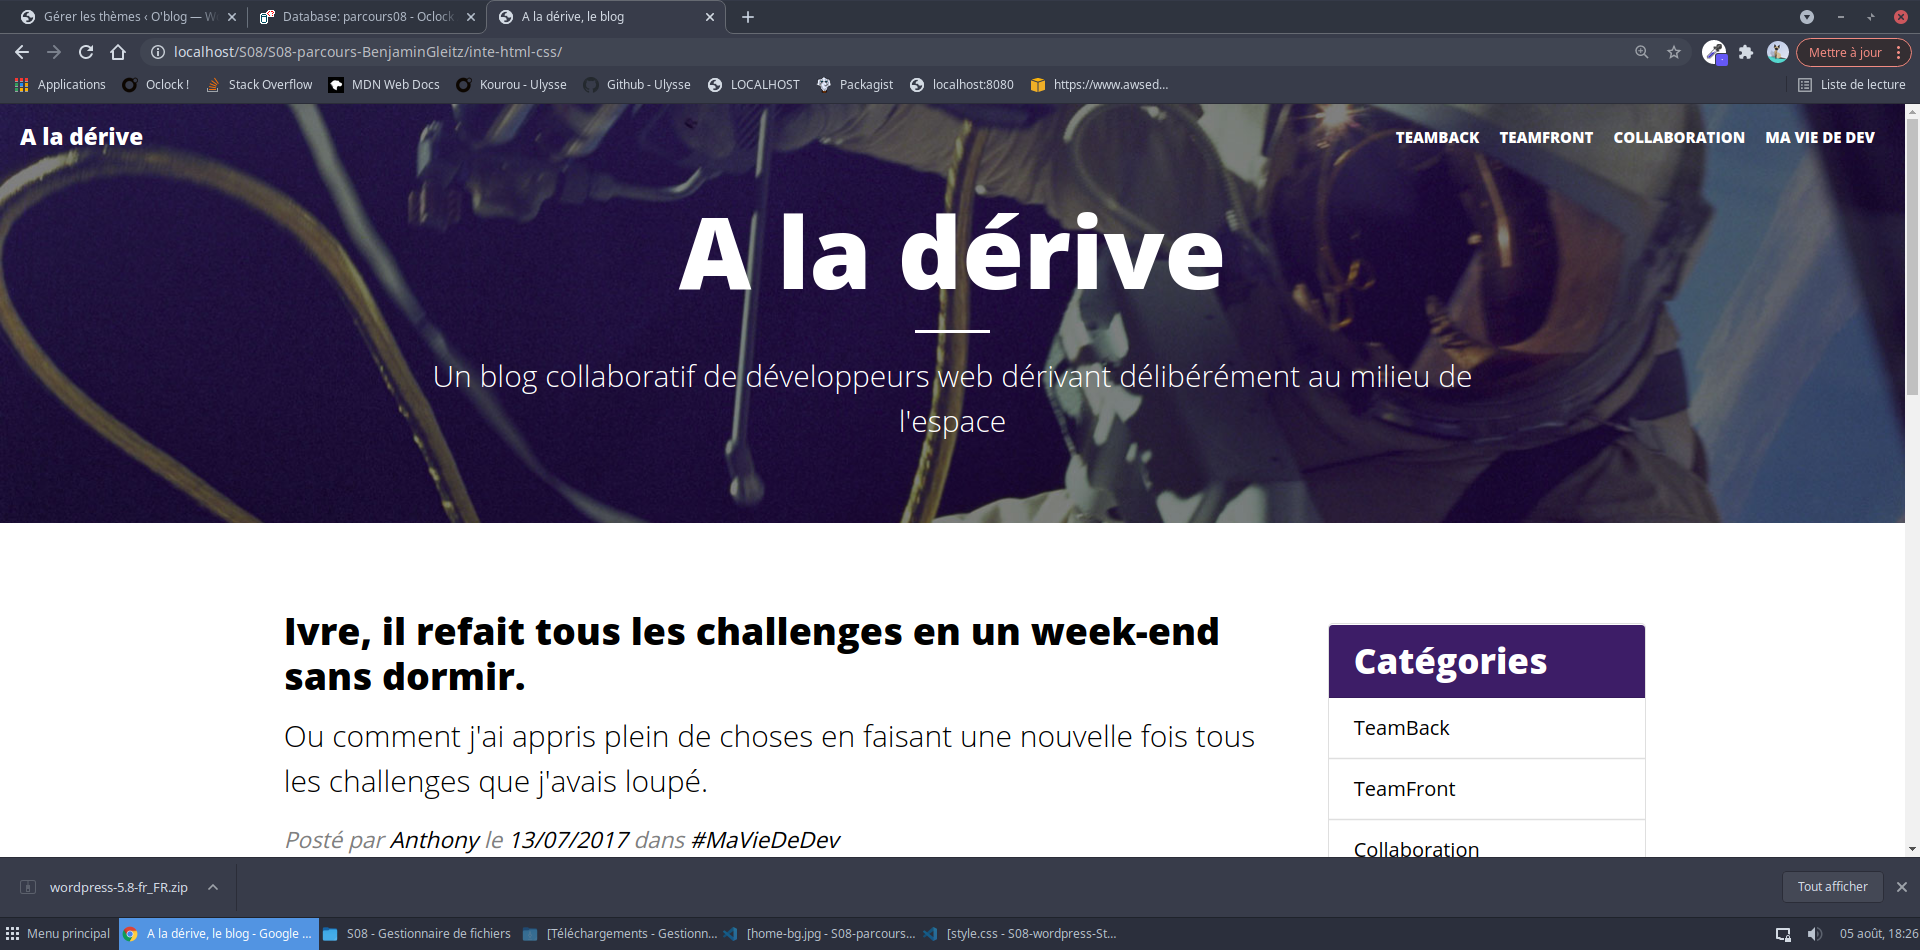 Gérer les thèmes ‹ O'blog — W
Database: parcours08 - Oclock
A la dérive, le blog
localhost/S08/S08-parcours-BenjaminGleitz/inte-html-css/
Mettre à jour
Applications
Oclock !
Stack Overflow
MDN Web Docs
Kourou - Ulysse
Github - Ulysse
LOCALHOST
Packagist
localhost:8080
https://www.awsed...
Liste de lecture
A la dérive
TEAMBACK TEAMFRONT COLLABORATION MA VIE DE DEV
A la dérive
Un blog collaboratif de développeurs web dérivant délibérément au milieu de
l'espace
Ivre, il refait tous les challenges en un week-end
sans dormir.
Ou comment j'ai appris plein de choses en faisant une nouvelle fois tous
les challenges que j'avais loupé.
Posté par Anthony le 13/07/2017 dans #MaVieDeDev
Catégories
TeamBack
TeamFront
Collaboration
wordpress-5.8-fr_FR.zip
Tout afficher
Menu principal
A la dérive, le blog - Google ...
S08 - Gestionnaire de fichiers
[Téléchargements - Gestionn...
[home-bg.jpg - S08-parcours...
[style.css - S08-wordpress-St...
05 août, 18:26